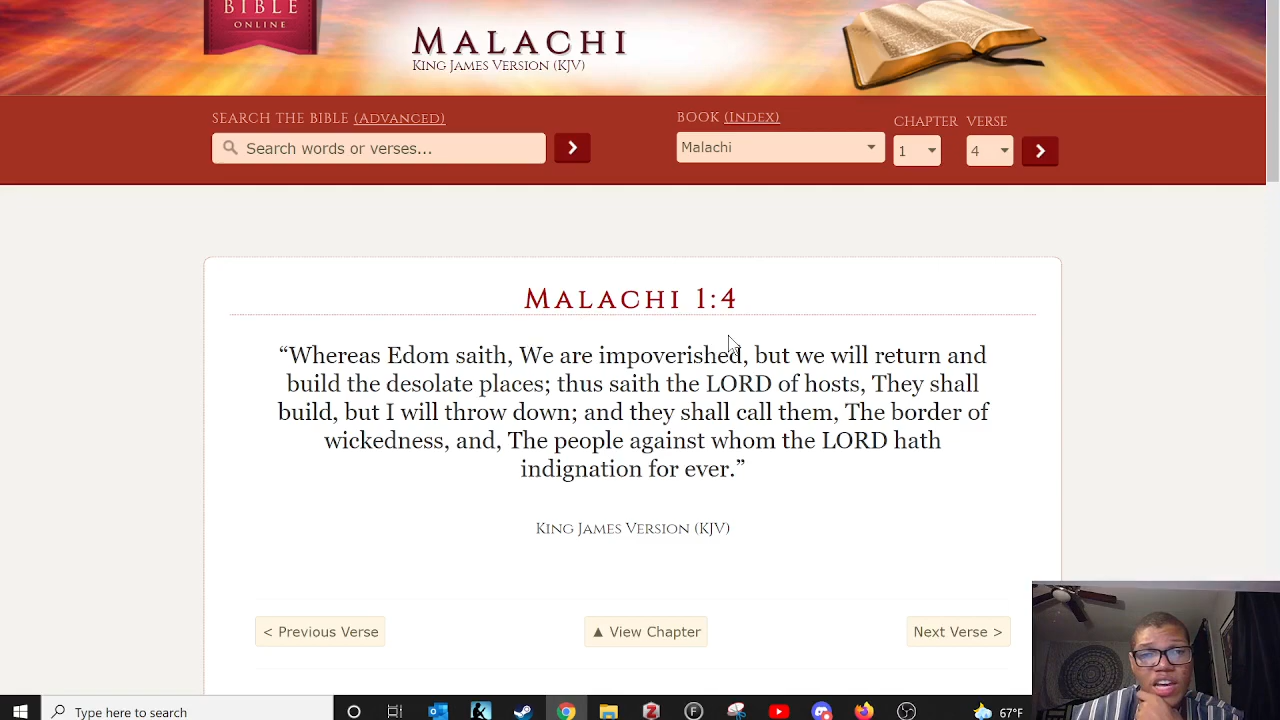 BIBLE
ONLINE
MALACHI
KING JAMES VERSION (KJV)
SEARCH THE BIBLE (ADVANCED)
BOOK (INDEX)
CHAPTER VERSE
Search words or verses...
Malachi
1
4
MALACHI 1:4
“Whereas Edom saith, We are impoverished, but we will return and
build the desolate places; thus saith the LORD of hosts, They shall
build, but I will throw down; and they shall call them, The border of
wickedness, and, The people against whom the LORD hath
indignation for ever.”
KING JAMES VERSION (KJV)
< Previous Verse
▲ View Chapter
Next Verse >
Type here to search
67°F